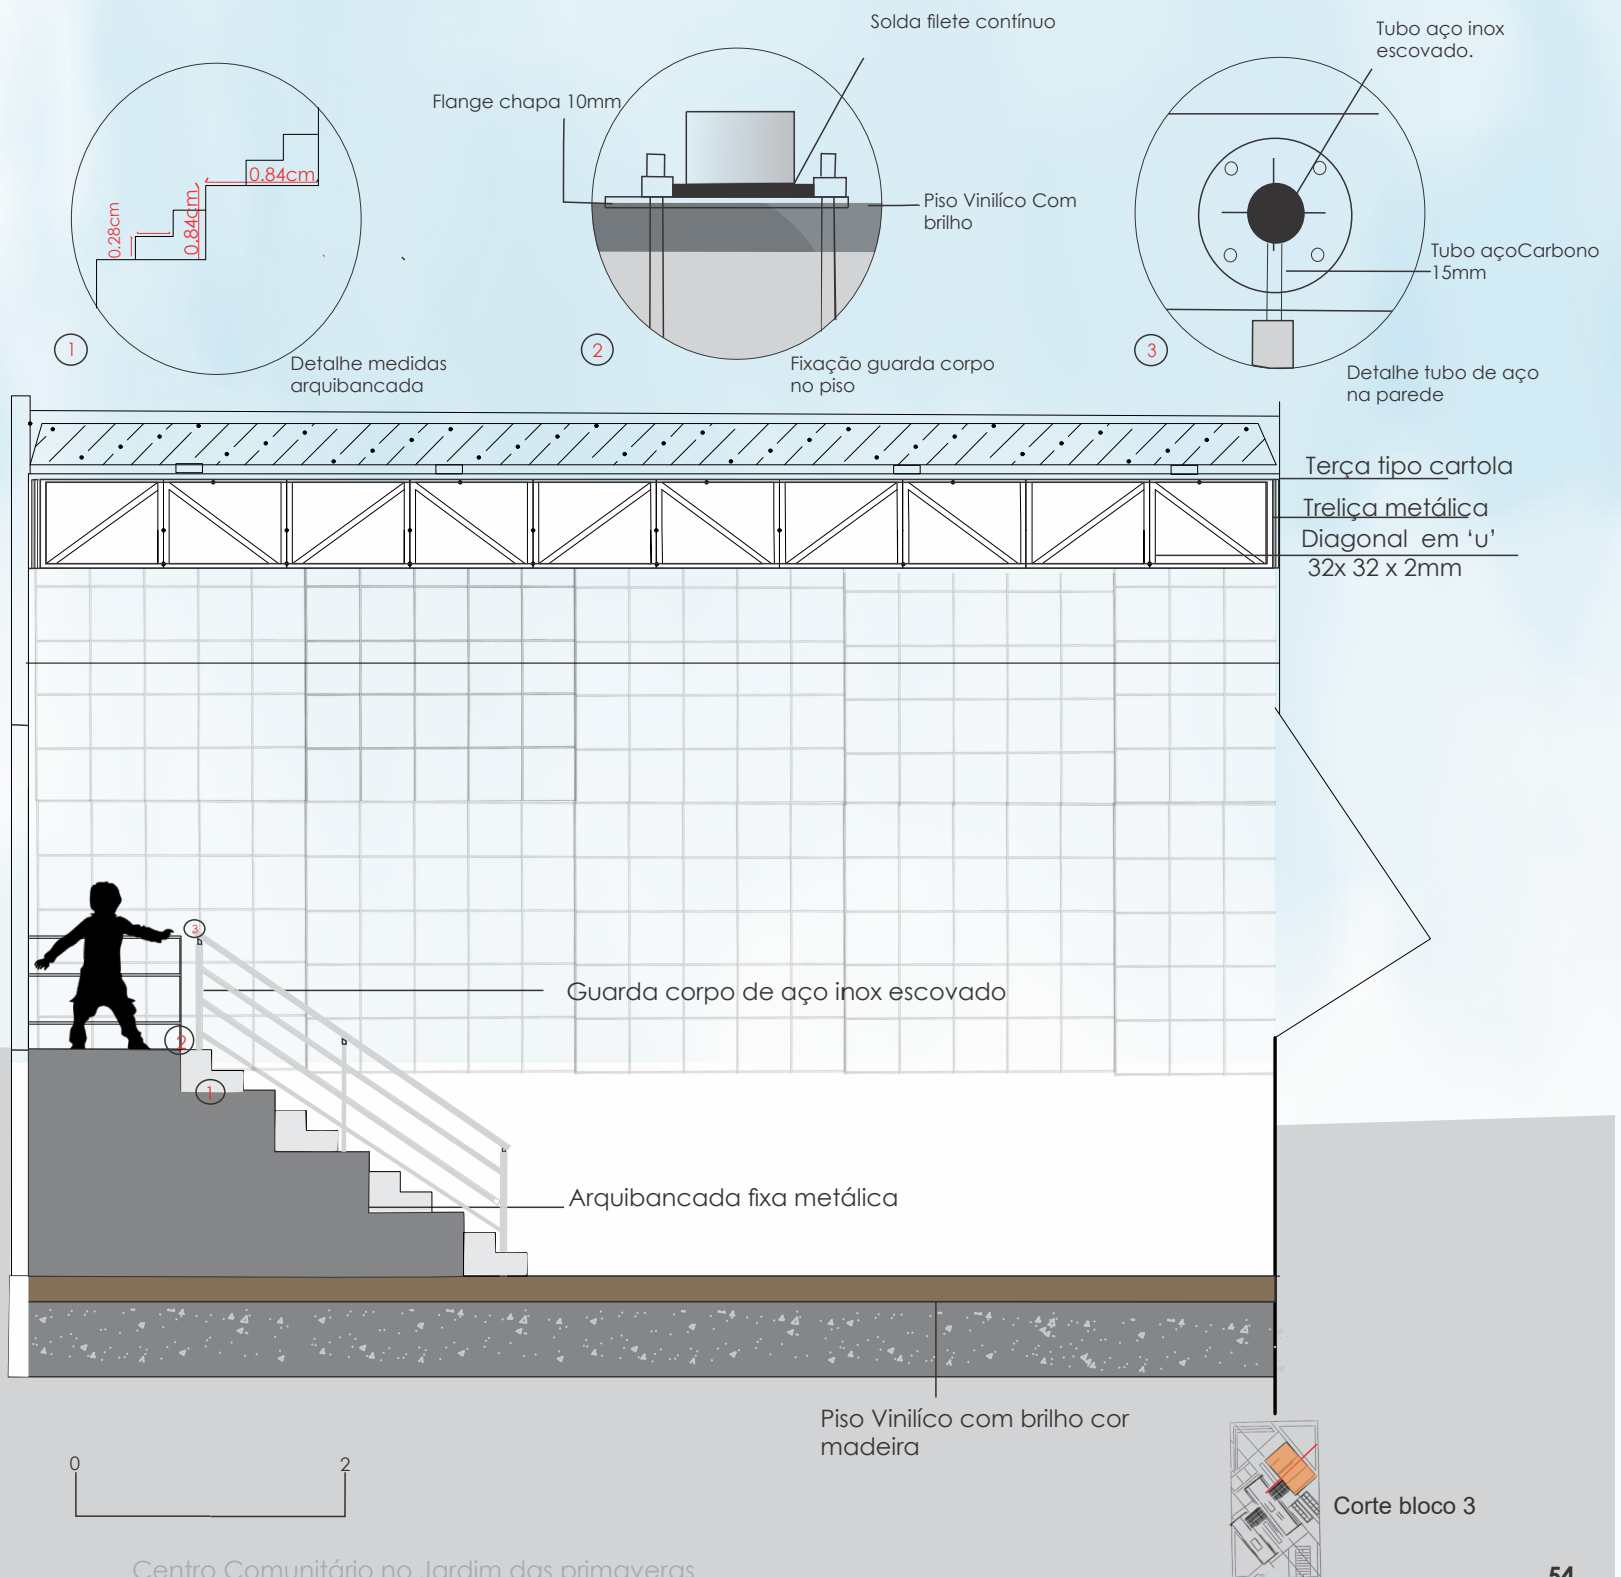 Solda filete contínuo
Tubo aço inox
escovado.
Flange chapa 10mm
0.84cm
0.28cm
0.84cm
Piso Vinilíco Com
brilho
Tubo açoCarbono
15mm
1
2
3
Detalhe medidas
arquibancada
Fixação guarda corpo
no piso
Detalhe tubo de aço
na parede
Terça tipo cartola
Treliça metálica
Diagonal em ‘u’
32x 32 x 2mm
3
Guarda corpo de aço inox escovado
2
1
Arquibancada fixa metálica
Piso Vinilíco com brilho cor
madeira
0 2
Corte bloco 3
Centro Comunitário no Jardim das primaveras
54